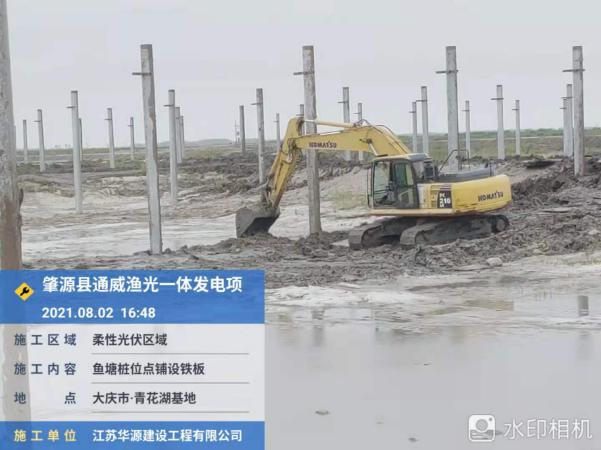 KOMATSU
KOMATSU
PC
210
肇源县通威渔光一体发电项
2021.08.02 16:48
施工区域 柔性光伏区域
施工内容 鱼塘桩位点铺设铁板
地 点 大庆市·青花湖基地
施工单位 江苏华源建设工程有限公司
水印相机